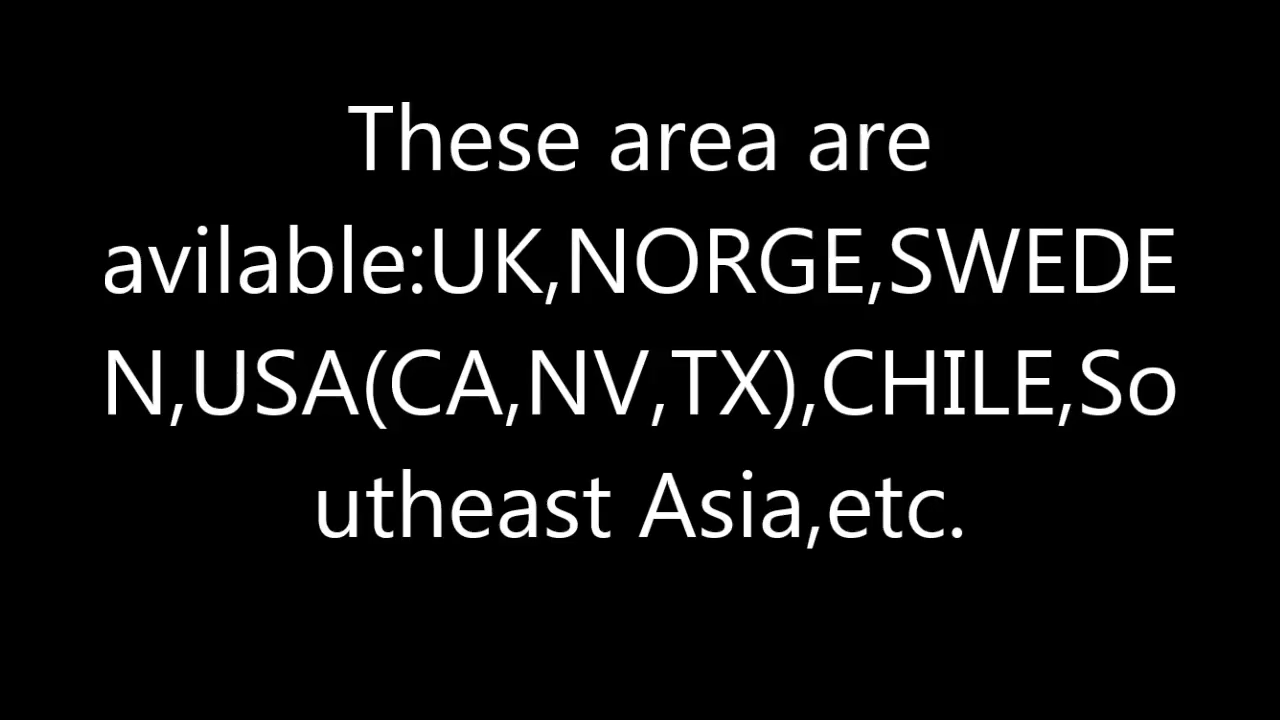 These area are
avilable:UK,NORGE,SWEDE
N,USA(CA,NV,TX),CHILE,So
utheast Asia,etc.